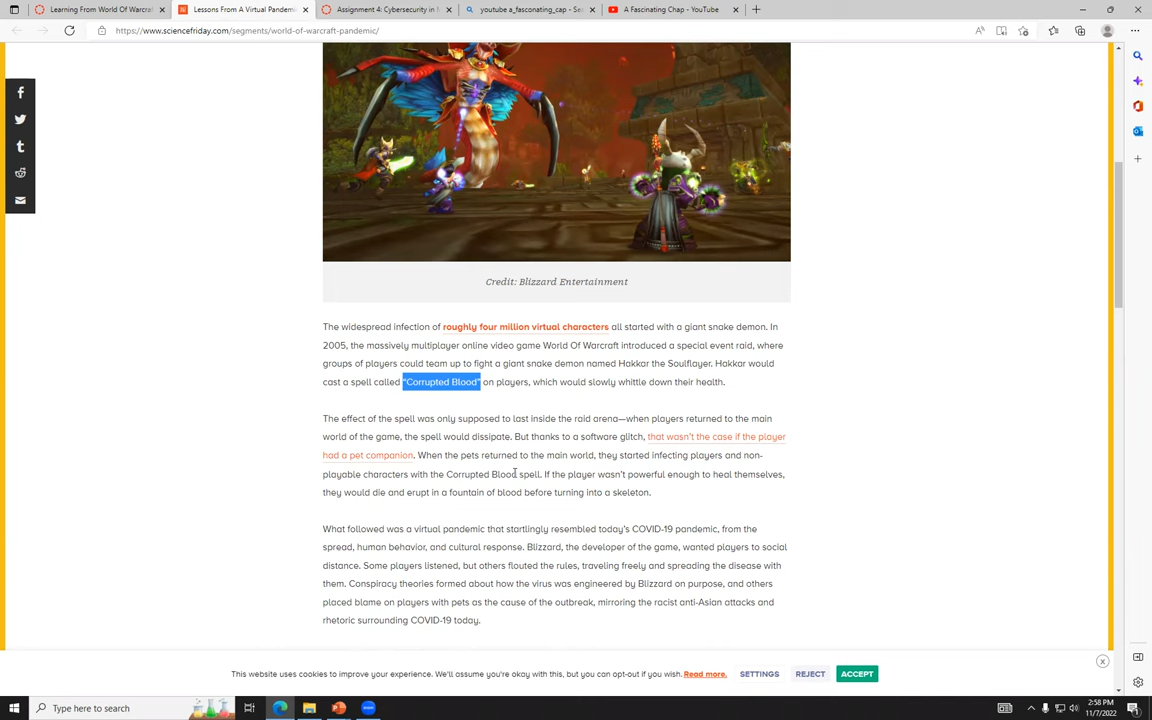 Learning From World Of Warcra
Lessons From A Virtual Pandemi
Assignment 4: Cybersecurity in I
youtube a_fasconating_cap - Se
A Fascinating Chap - YouTube
https://www.sciencefriday.com/segments/world-of-warcraft-pandemic/
Credit: Blizzard Entertainment
The widespread infection of roughly four million virtual characters all started with a giant snake demon. In
2005, the massively multiplayer online video game World Of Warcraft introduced a special event raid, where
groups of players could team up to fight a giant snake demon named Hakkar the Soulflayer. Hakkar would
cast a spell called "Corrupted Blood" on players, which would slowly whittle down their health.
The effect of the spell was only supposed to last inside the raid arena—when players returned to the main
world of the game, the spell would dissipate. But thanks to a software glitch, that wasn't the case if the player
had a pet companion. When the pets returned to the main world, they started infecting players and non-
playable characters with the Corrupted Blood spell. If the player wasn't powerful enough to heal themselves,
they would die and erupt in a fountain of blood before turning into a skeleton.
What followed was a virtual pandemic that startlingly resembled today's COVID-19 pandemic, from the
spread, human behavior, and cultural response. Blizzard, the developer of the game, wanted players to social
distance. Some players listened, but others flouted the rules, traveling freely and spreading the disease with
them. Conspiracy theories formed about how the virus was engineered by Blizzard on purpose, and others
placed blame on players with pets as the cause of the outbreak, mirroring the racist anti-Asian attacks and
rhetoric surrounding COVID-19 today.
This website uses cookies to improve your experience. We'll assume you're okay with this, but you can opt-out if you wish. Read more. SETTINGS REJECT ACCEPT
Type here to search
2:58 PM
11/7/2022